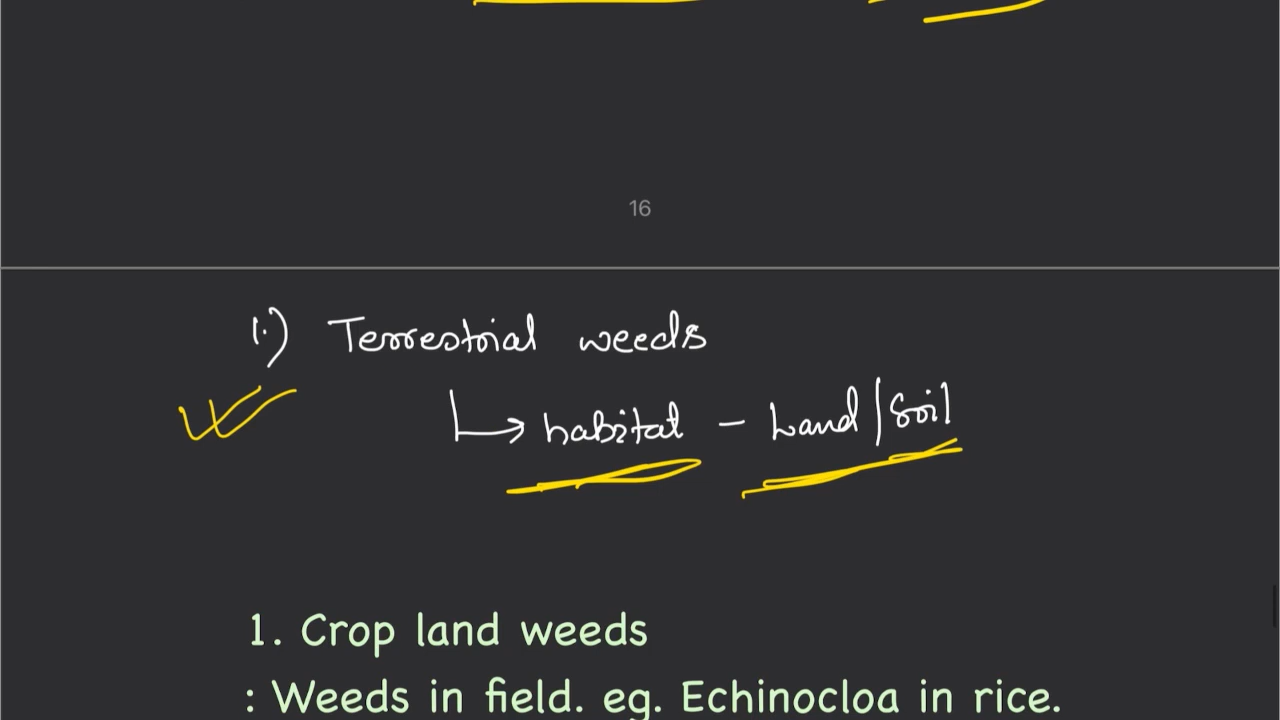 16
1.) Terrestrial weeds
↳ habitat - Land/Soil
1. Crop land weeds
: Weeds in field. eg. Echinocloa in rice.